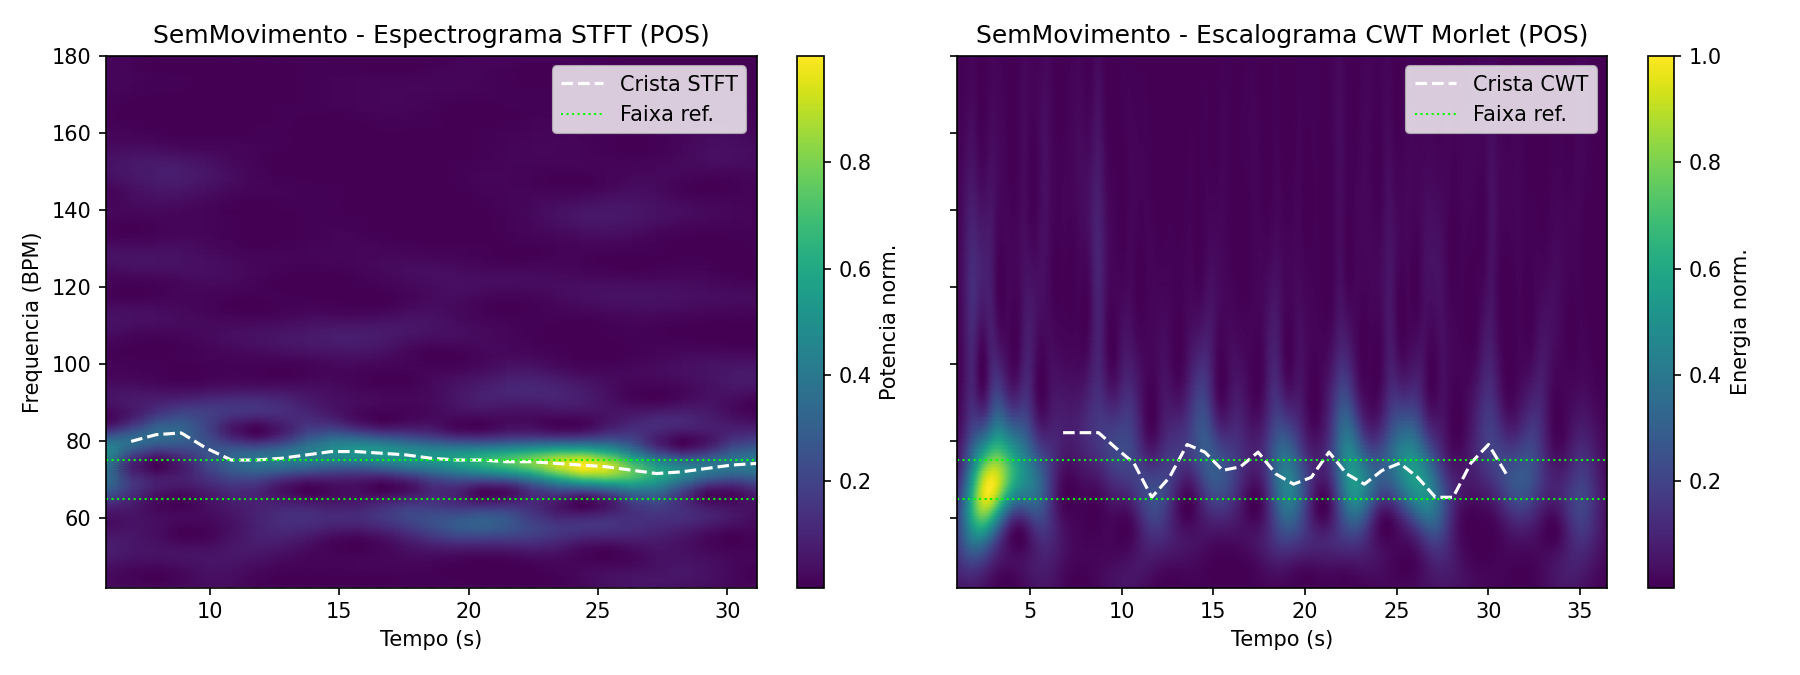 SemMovimento - Espectrograma STFT (POS)
180
160
140
120
100
80
60
Frequencia (BPM)
10
15
20
25
30
Tempo (s)
Crista STFT
Faixa ref.
0.8
0.6
0.4
0.2
Potencia norm.
SemMovimento - Escalograma CWT Morlet (POS)
Crista CWT
Faixa ref.
5
10
15
20
25
30
35
Tempo (s)
1.0
0.8
0.6
0.4
0.2
Energia norm.